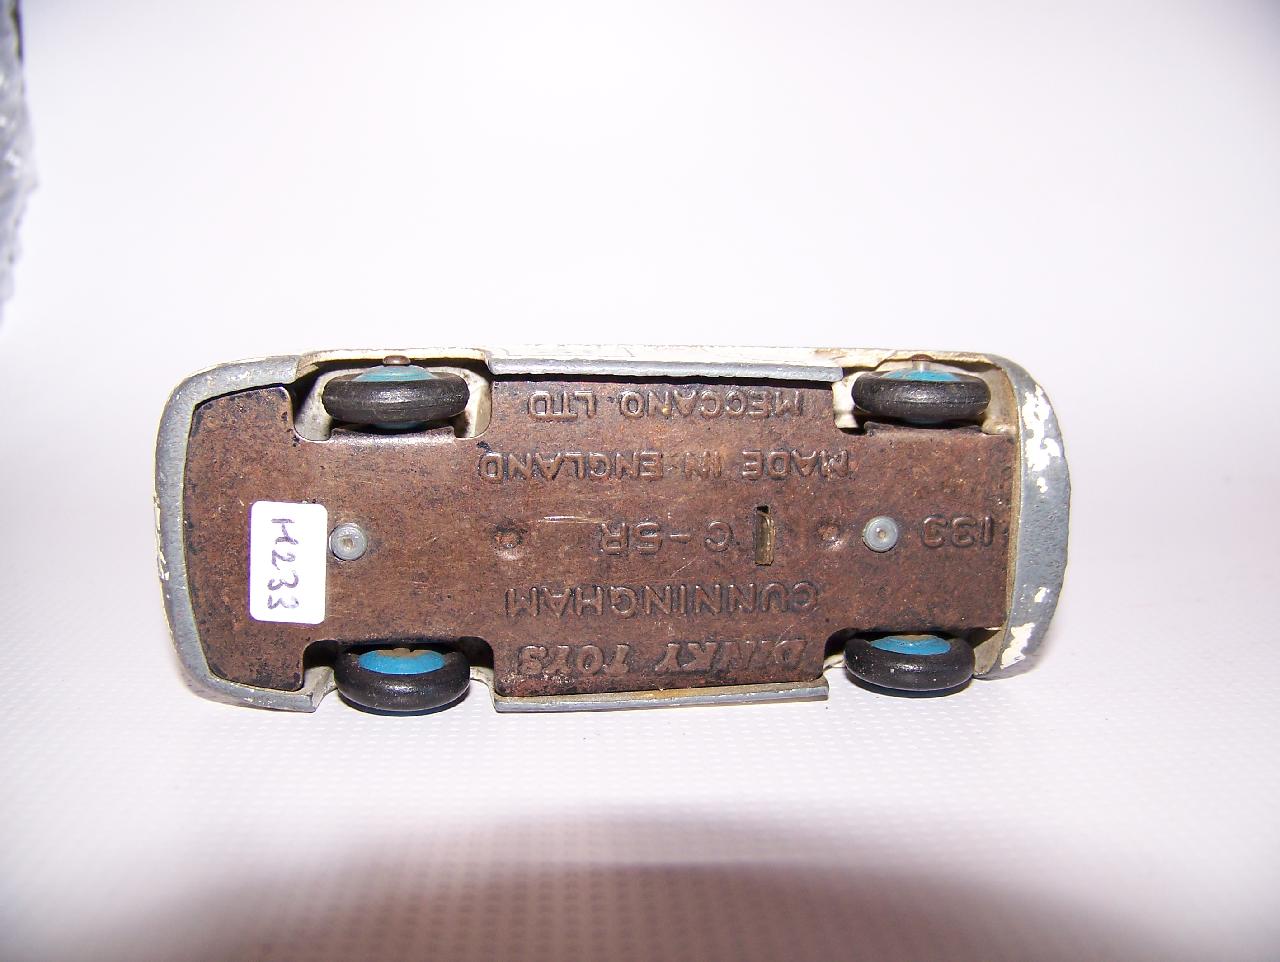 DINKY TOYS
CUNNINGHAM
133 C-5R
MADE IN ENGLAND
MECCANO LTD
H233